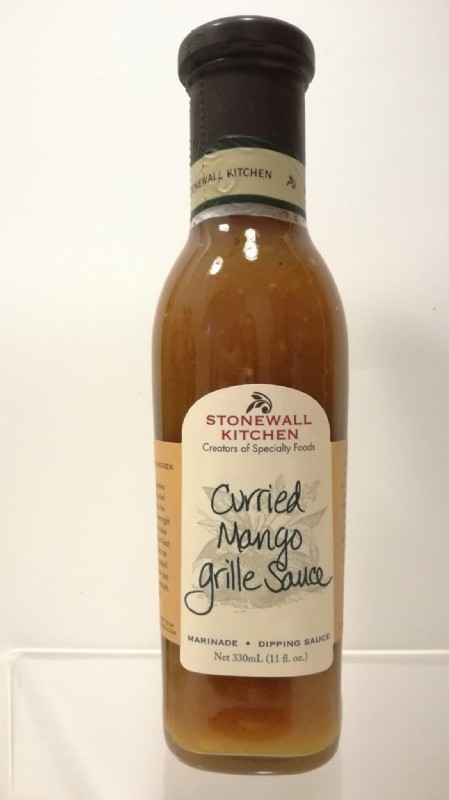 STONEWALL KITCHEN
STONEWALL
KITCHEN
Creators of Specialty Foods
Curried
Mango
grille Sauce
MARINADE • DIPPING SAUCE
Net 330mL (11 fl. oz.)